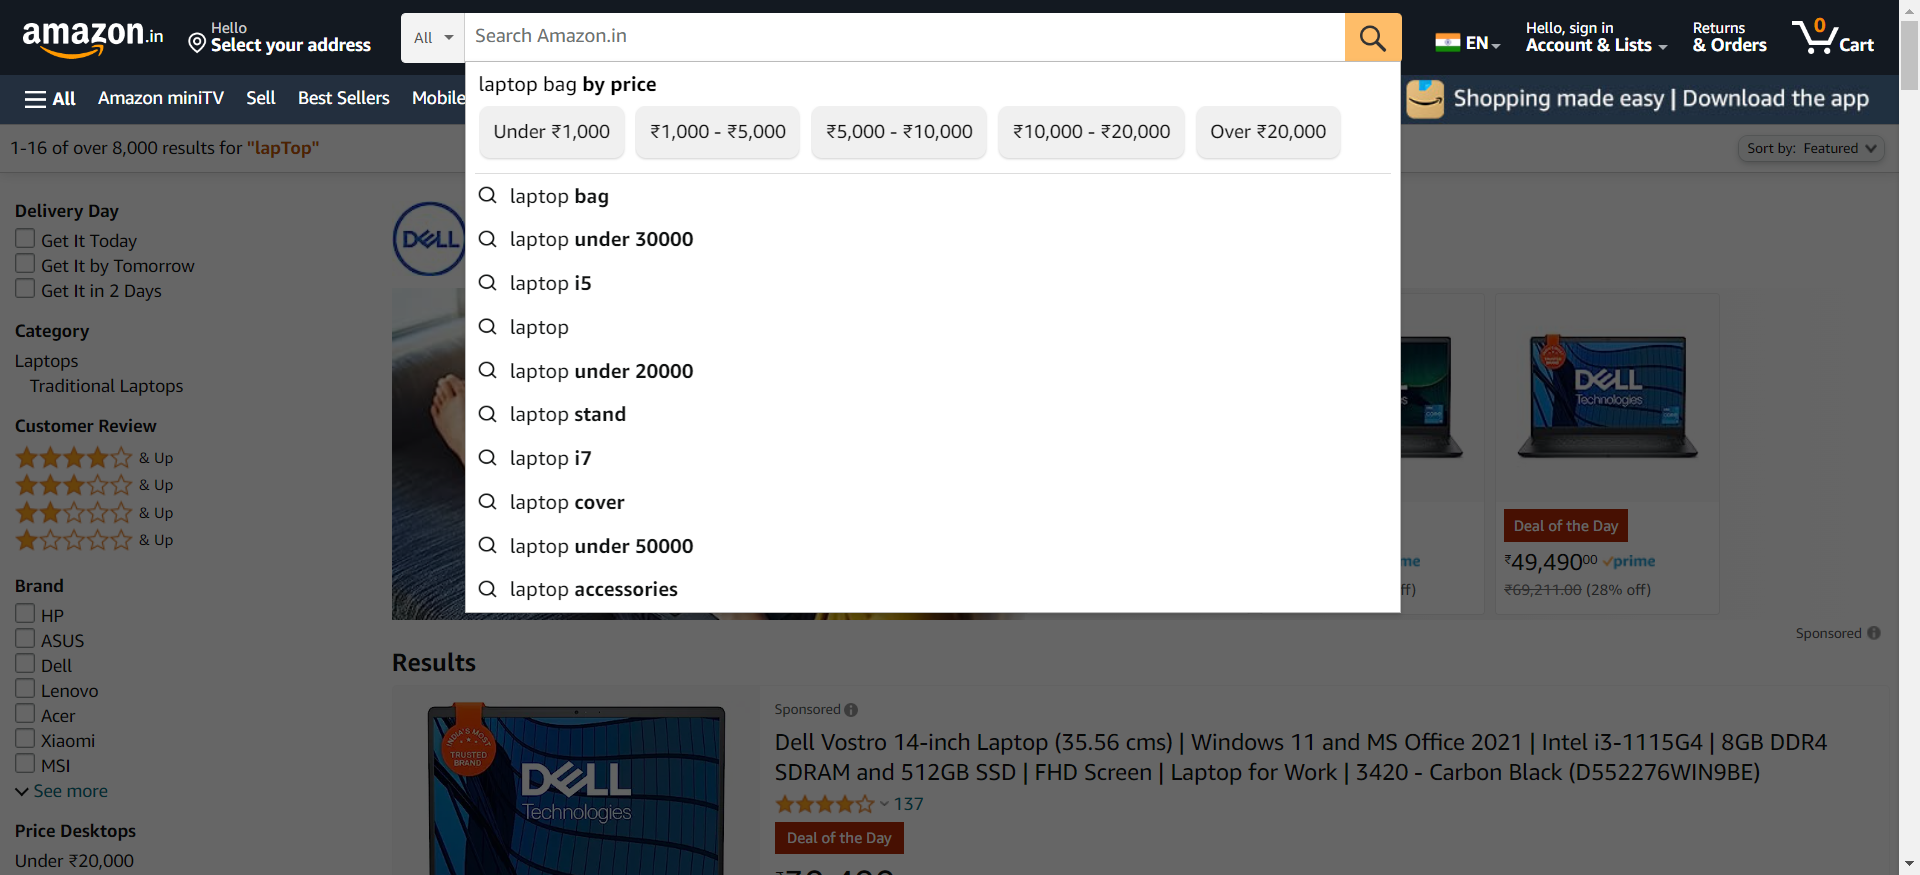 amazon.in
Hello
Select your address
All
Search Amazon.in
EN
Hello, sign in
Account & Lists
Returns
& Orders
0
Cart
All
Amazon miniTV
Sell
Best Sellers
Mobile
Shopping made easy | Download the app
laptop bag by price
Under ₹1,000
₹1,000 - ₹5,000
₹5,000 - ₹10,000
₹10,000 - ₹20,000
Over ₹20,000
laptop bag
laptop under 30000
laptop i5
laptop
laptop under 20000
laptop stand
laptop i7
laptop cover
laptop under 50000
laptop accessories
1-16 of over 8,000 results for "lapTop"
Sort by: Featured
Delivery Day
Get It Today
Get It by Tomorrow
Get It in 2 Days
Category
Laptops
Traditional Laptops
Customer Review
& Up
& Up
& Up
& Up
Brand
HP
ASUS
Dell
Lenovo
Acer
Xiaomi
MSI
See more
Price Desktops
Under ₹20,000
DELL
DELL
Technologies
Deal of the Day
₹49,49000 prime
₹69,211.00 (28% off)
me
ff)
Sponsored
Results
INDIA'S MOST
TRUSTED
BRAND
DELL
Technologies
Sponsored
Dell Vostro 14-inch Laptop (35.56 cms) | Windows 11 and MS Office 2021 | Intel i3-1115G4 | 8GB DDR4
SDRAM and 512GB SSD | FHD Screen | Laptop for Work | 3420 - Carbon Black (D552276WIN9BE)
137
Deal of the Day